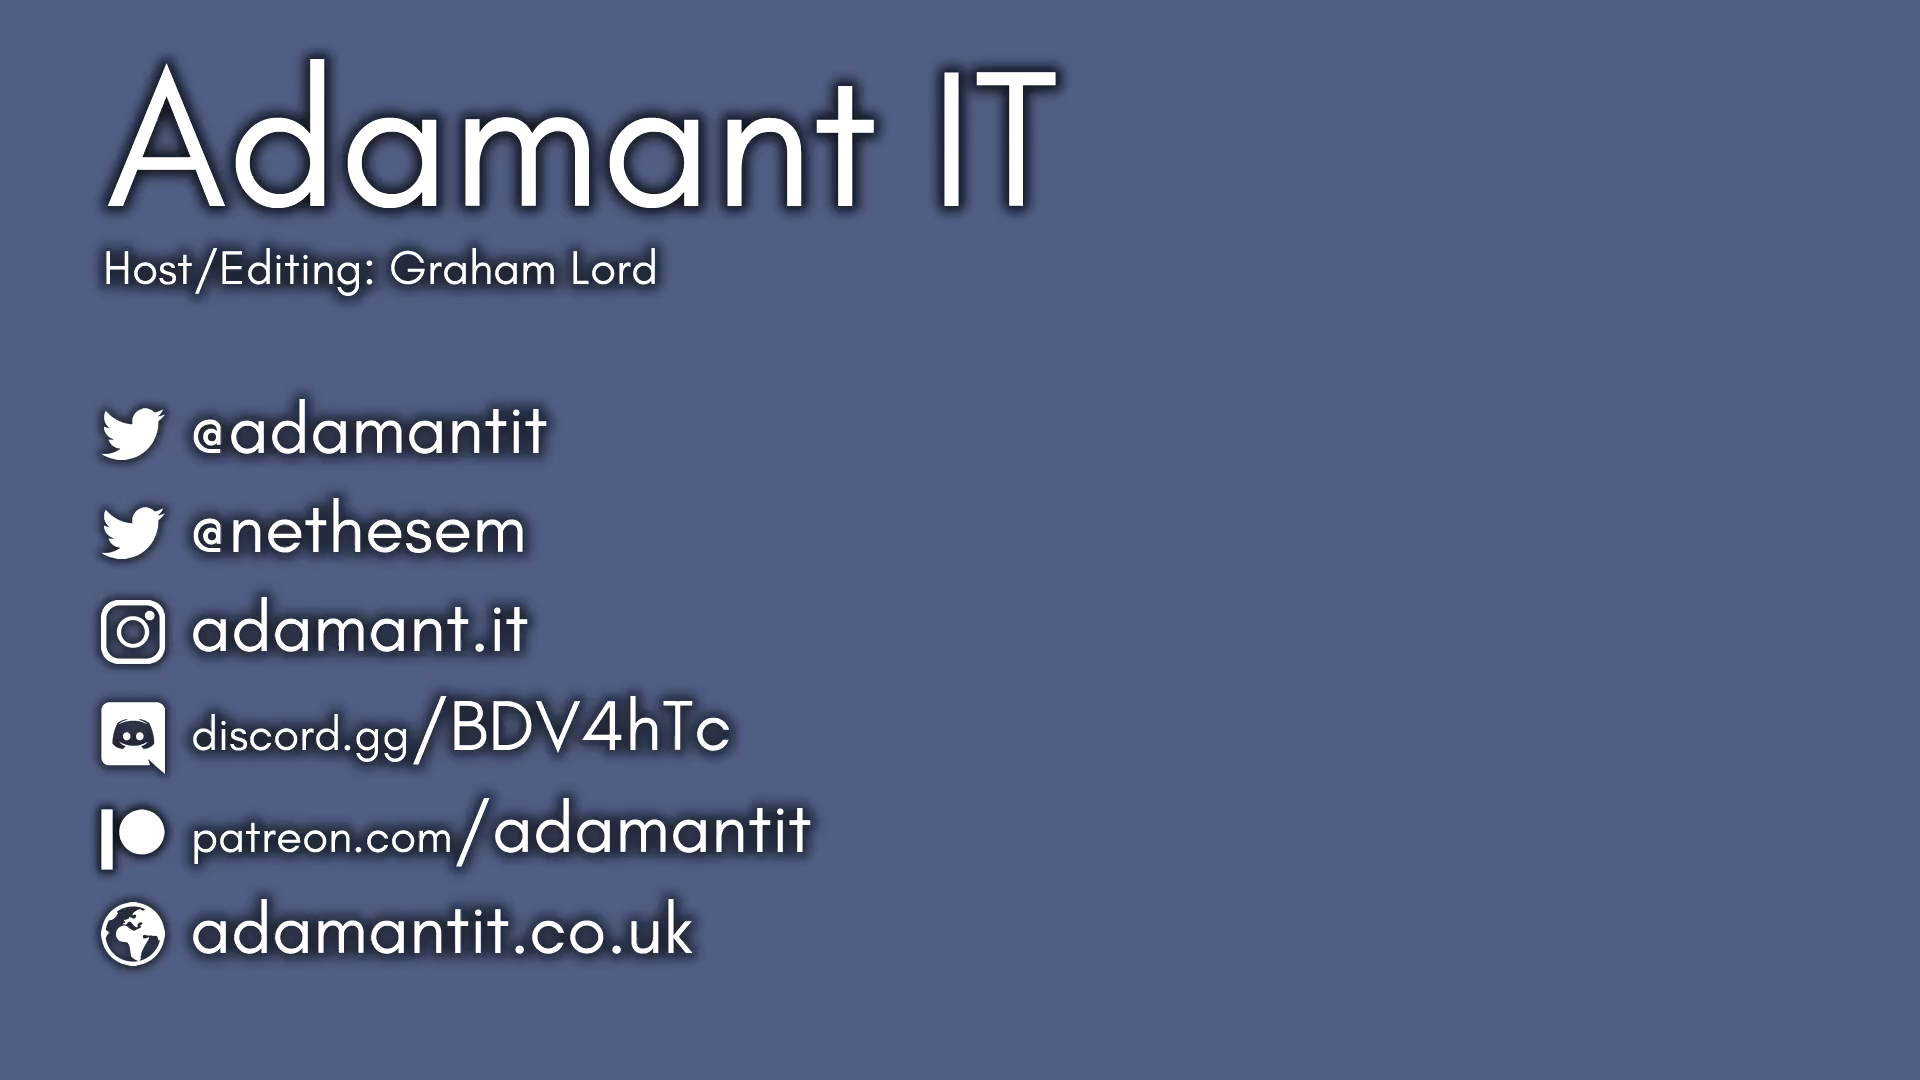 Adamant IT
Host/Editing: Graham Lord
@adamantit
@nethesem
adamant.it
discord.gg/BDV4hTc
patreon.com/adamantit
adamantit.co.uk